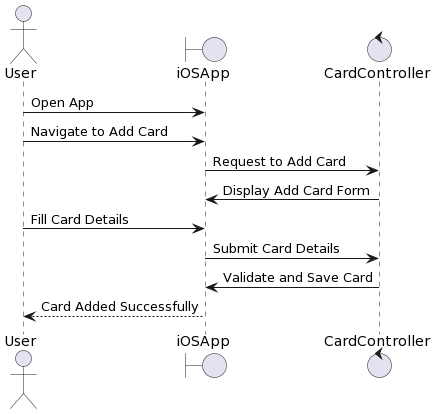 User
iOSApp
CardController
Open App
Navigate to Add Card
Request to Add Card
Display Add Card Form
Fill Card Details
Submit Card Details
Validate and Save Card
Card Added Successfully
User
iOSApp
CardController